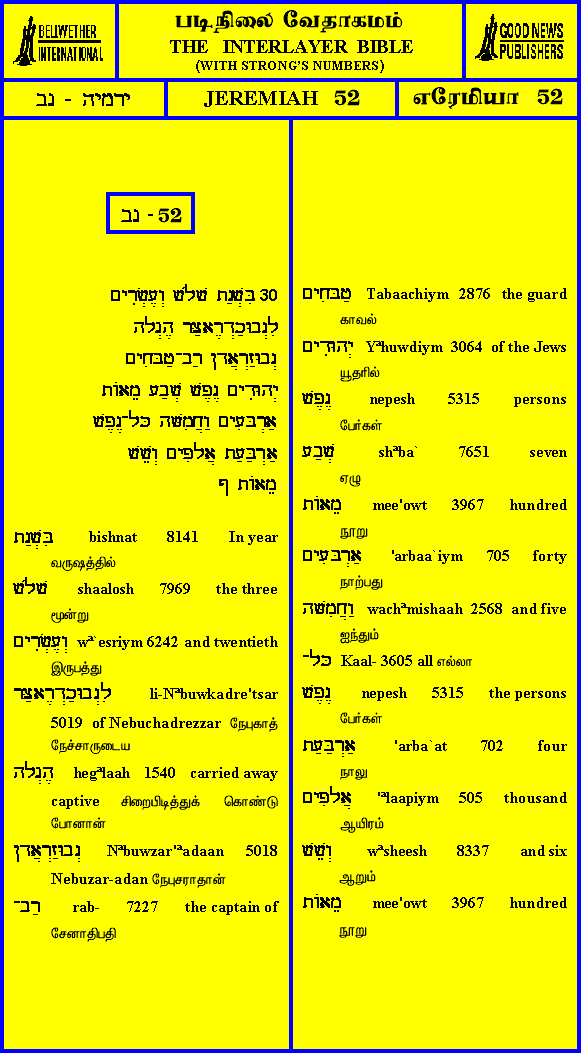 BELLWETHER
INTERNATIONAL
படிநிலை வேதாகமம்
THE INTERLAYER BIBLE
(WITH STRONG'S NUMBERS)
GOOD NEWS
PUBLISHERS
ירמיה - נב
JEREMIAH 52
எரேமியா 52
נב - 52
30 בִּשְׁנַת שָׁלֹשׁ וְעֶשְׂרִים
לִנְבוּכַדְרֶאצַּר הֶגְלָה
נְבוּזַרְאֲדָן רַב־טַבָּחִים
יְהוּדִים נֶפֶשׁ שְׁבַע מֵאוֹת
אַרְבָּעִים וַחֲמִשָּׁה כָּל־נֶפֶשׁ
אַרְבַּעַת אֲלָפִים וְשֵׁשׁ
מֵאוֹת ף
בִּשְׁנַת bishnat 8141 In year
வருஷத்தில்
שָׁלֹשׁ shaalosh 7969 the three
மூன்று
וְעֶשְׂרִים wª`esriym 6242 and twentieth
இருபத்து
לִנְבוּכַדְרֶאצַּר li-Nªbuwkadre'tsar
5019 of Nebuchadrezzar நேபுகாத்
நேச்சாருடைய
הֶגְלָה hegªlaah 1540 carried away
captive சிறைபிடித்துக் கொண்டு
போனான்
נְבוּזַרְאֲדָן Nªbuwzar'ªadaan 5018
Nebuzar-adan நேபுசராதான்
רַב־ rab- 7227 the captain of
சேனாதிபதி
טַבָּחִים Tabaachiym 2876 the guard
காவல்
יְהוּדִים Yªhuwdiym 3064 of the Jews
யூதரில்
נֶפֶשׁ nepesh 5315 persons
பேர்கள்
שְׁבַע shªba` 7651 seven
ஏழு
מֵאוֹת mee'owt 3967 hundred
நூறு
אַרְבָּעִים 'arbaa`iym 705 forty
நாற்பது
וַחֲמִשָּׁה wachªmishaah 2568 and five
ஐந்தும்
כָּל־ Kaal- 3605 all எல்லா
נֶפֶשׁ nepesh 5315 the persons
பேர்கள்
אַרְבַּעַת 'arba`at 702 four
நாலு
אֲלָפִים 'ªlaapiym 505 thousand
ஆயிரம்
וְשֵׁשׁ wªsheesh 8337 and six
ஆறும்
מֵאוֹת mee'owt 3967 hundred
நூறு